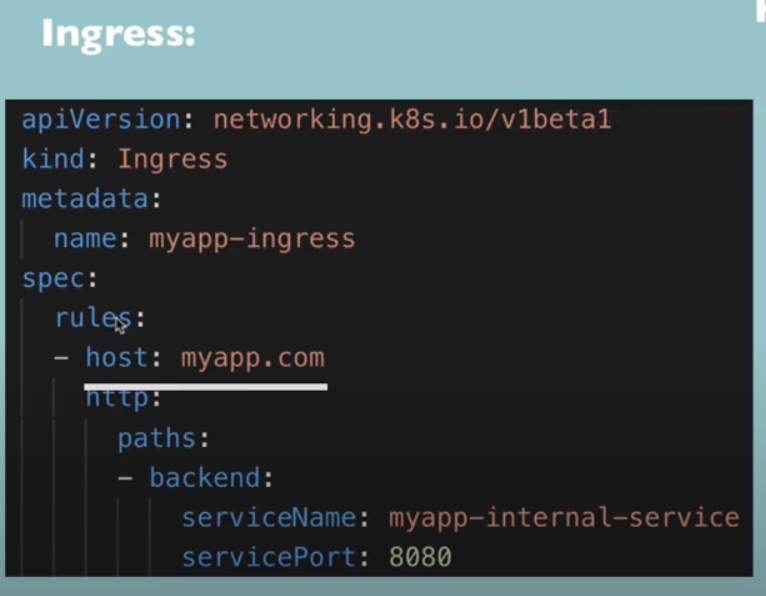 Ingress:
apiVersion: networking.k8s.io/v1beta1
kind: Ingress
metadata:
  name: myapp-ingress
spec:
  rules:
  - host: myapp.com
    http:
      paths:
      - backend:
          serviceName: myapp-internal-service
          servicePort: 8080